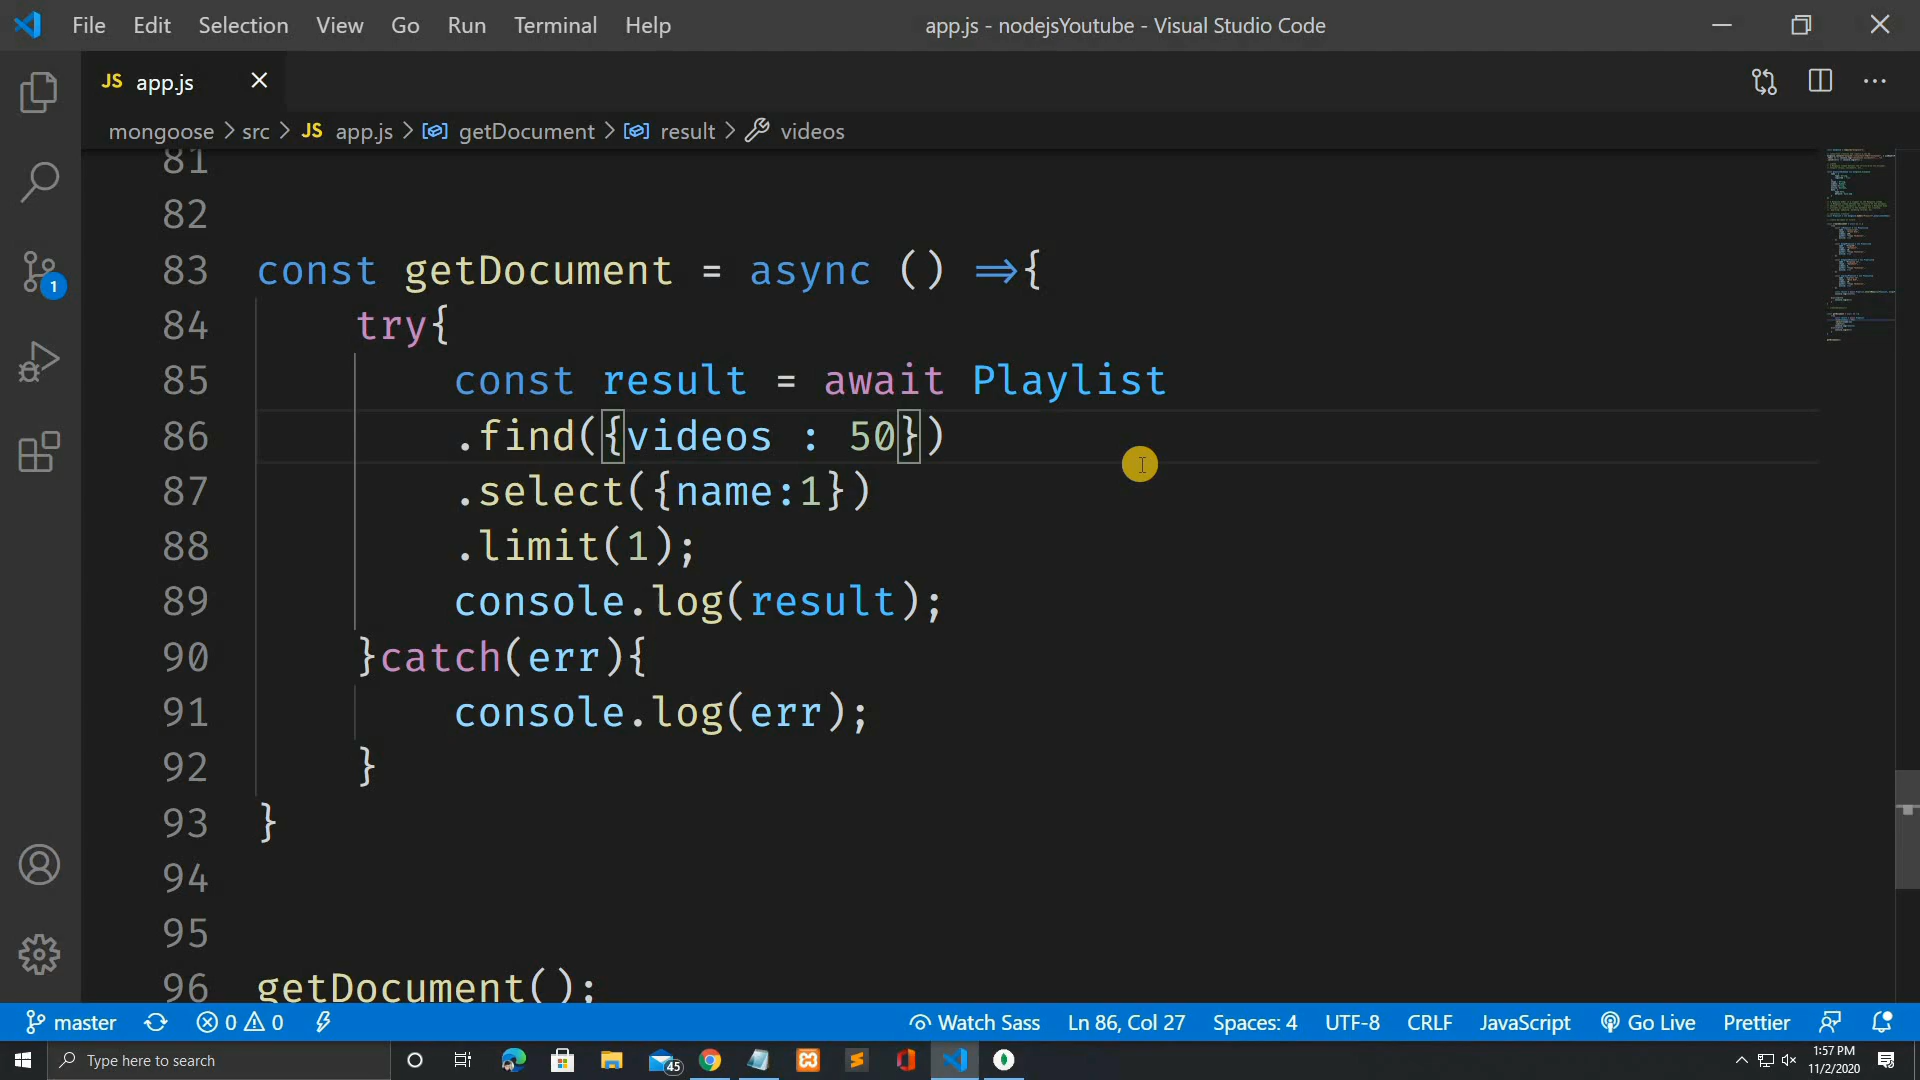 File Edit Selection View Go Run Terminal Help app.js - nodejsYoutube - Visual Studio Code
JS app.js
mongoose > src > JS app.js > getDocument > result > videos
81
82
83 const getDocument = async () =>{
84 try{
85 const result = await Playlist
86 .find({videos : 50})
87 .select({name:1})
88 .limit(1);
89 console.log(result);
90 }catch(err){
91 console.log(err);
92 }
93 }
94
95
96 getDocument();
1
master 0 0 Watch Sass Ln 86, Col 27 Spaces: 4 UTF-8 CRLF JavaScript Go Live Prettier
Type here to search 45 1:57 PM
11/2/2020